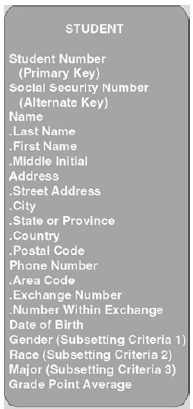 STUDENT
Student Number
(Primary Key)
Social Security Number
(Alternate Key)
Name
.Last Name
.First Name
.Middle Initial
Address
.Street Address
.City
.State or Province
.Country
.Postal Code
Phone Number
.Area Code
.Exchange Number
.Number Within Exchange
Date of Birth
Gender (Subsetting Criteria 1)
Race (Subsetting Criteria 2)
Major (Subsetting Criteria 3)
Grade Point Average